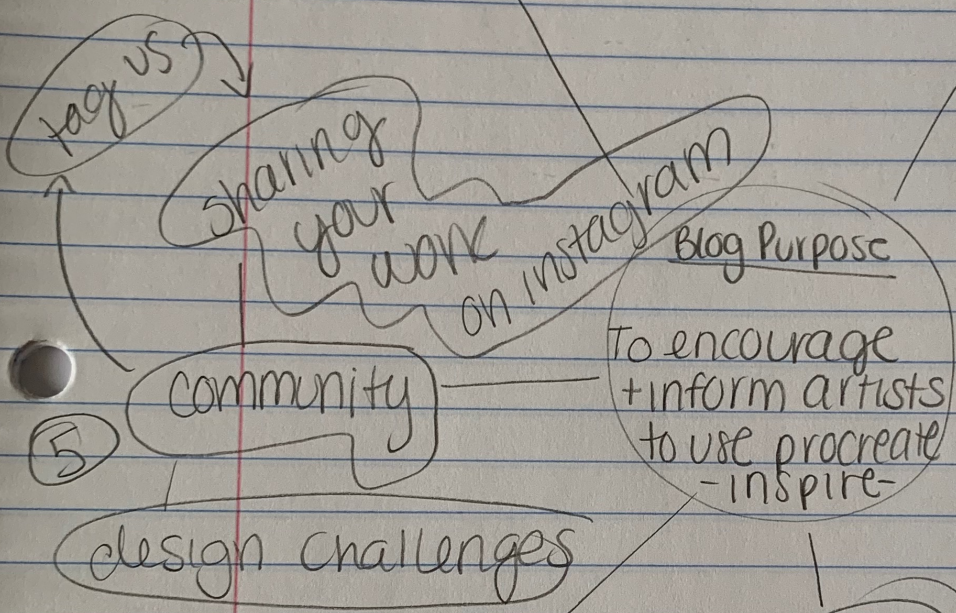 tag us
sharing
your
work
on instagram
Blog Purpose
To encourage
+ inform artists
to use procreate
-inspire-
community
5
design challenges